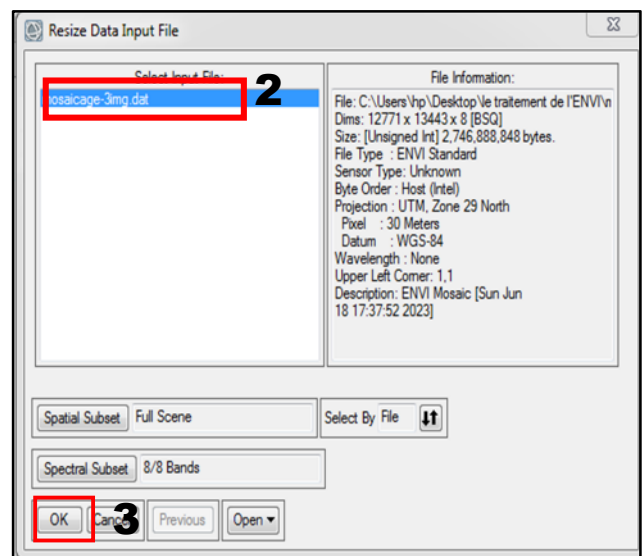 Resize Data Input File
Select Input File:
2
mosaicage-3img.dat
File Information:
File: C:\Users\hp\Desktop\le traitement de l'ENVI\n
Dims: 12771 x 13443 x 8 [BSQ]
Size: [Unsigned Int] 2,746,888,848 bytes.
File Type : ENVI Standard
Sensor Type: Unknown
Byte Order : Host (Intel)
Projection : UTM, Zone 29 North
Pixel : 30 Meters
Datum : WGS-84
Wavelength : None
Upper Left Corner: 1,1
Description: ENVI Mosaic [Sun Jun
18 17:37:52 2023]
Spatial Subset Full Scene
Select By File
Spectral Subset 8/8 Bands
OK Cancel 3 Previous Open